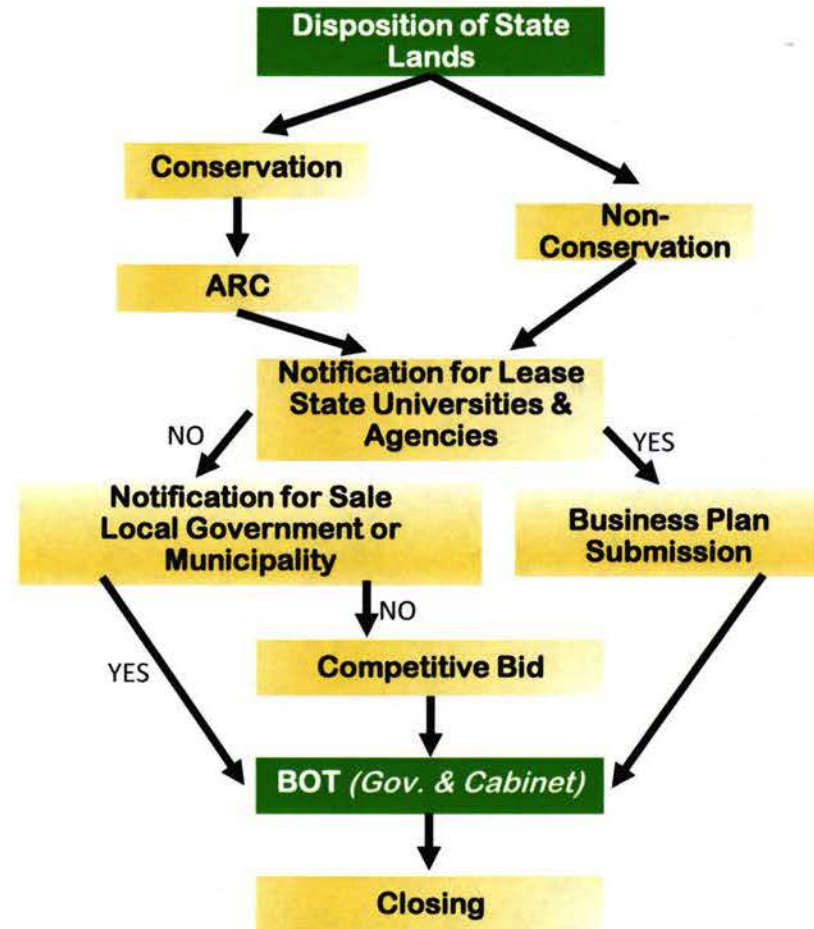 Disposition of State
Lands
Conservation
Non-
Conservation
ARC
Notification for Lease
State Universities &
Agencies
NO
YES
Notification for Sale
Local Government or
Municipality
Business Plan
Submission
NO
YES
Competitive Bid
BOT (Gov. & Cabinet)
Closing